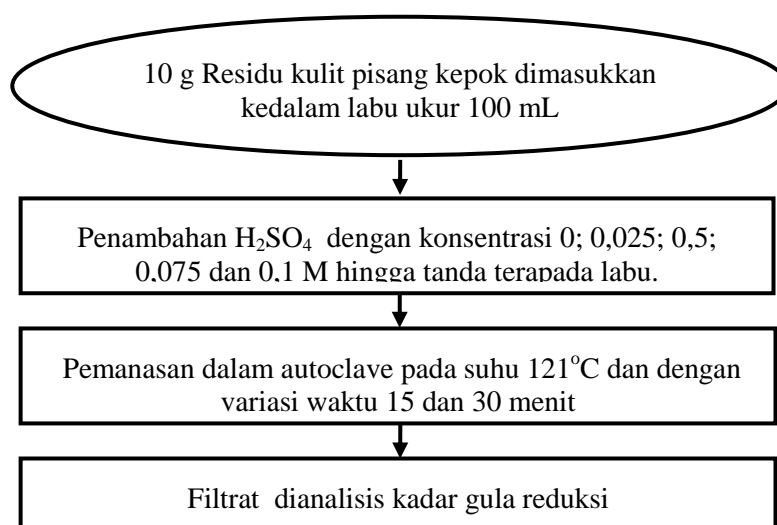 10 g Residu kulit pisang kepok dimasukkan
kedalam labu ukur 100 mL
Penambahan H₂SO₄ dengan konsentrasi 0; 0,025; 0,5;
0,075 dan 0,1 M hingga tanda terapada labu.
Pemanasan dalam autoclave pada suhu 121°C dan dengan
variasi waktu 15 dan 30 menit
Filtrat dianalisis kadar gula reduksi